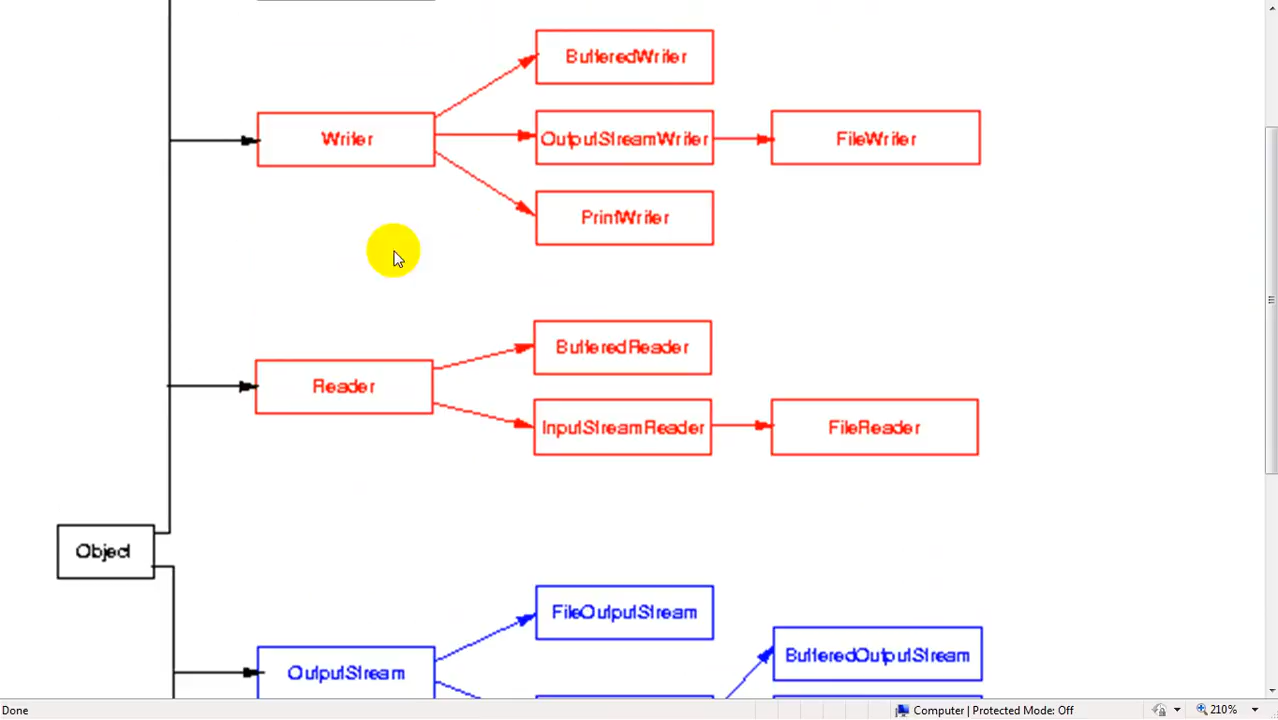 BufferedWriter
Writer
OutputStreamWriter
FileWriter
PrintWriter
BufferedReader
Reader
InputStreamReader
FileReader
Object
FileOutputStream
BufferedOutputStream
OutputStream
Done
Computer | Protected Mode: Off
210%